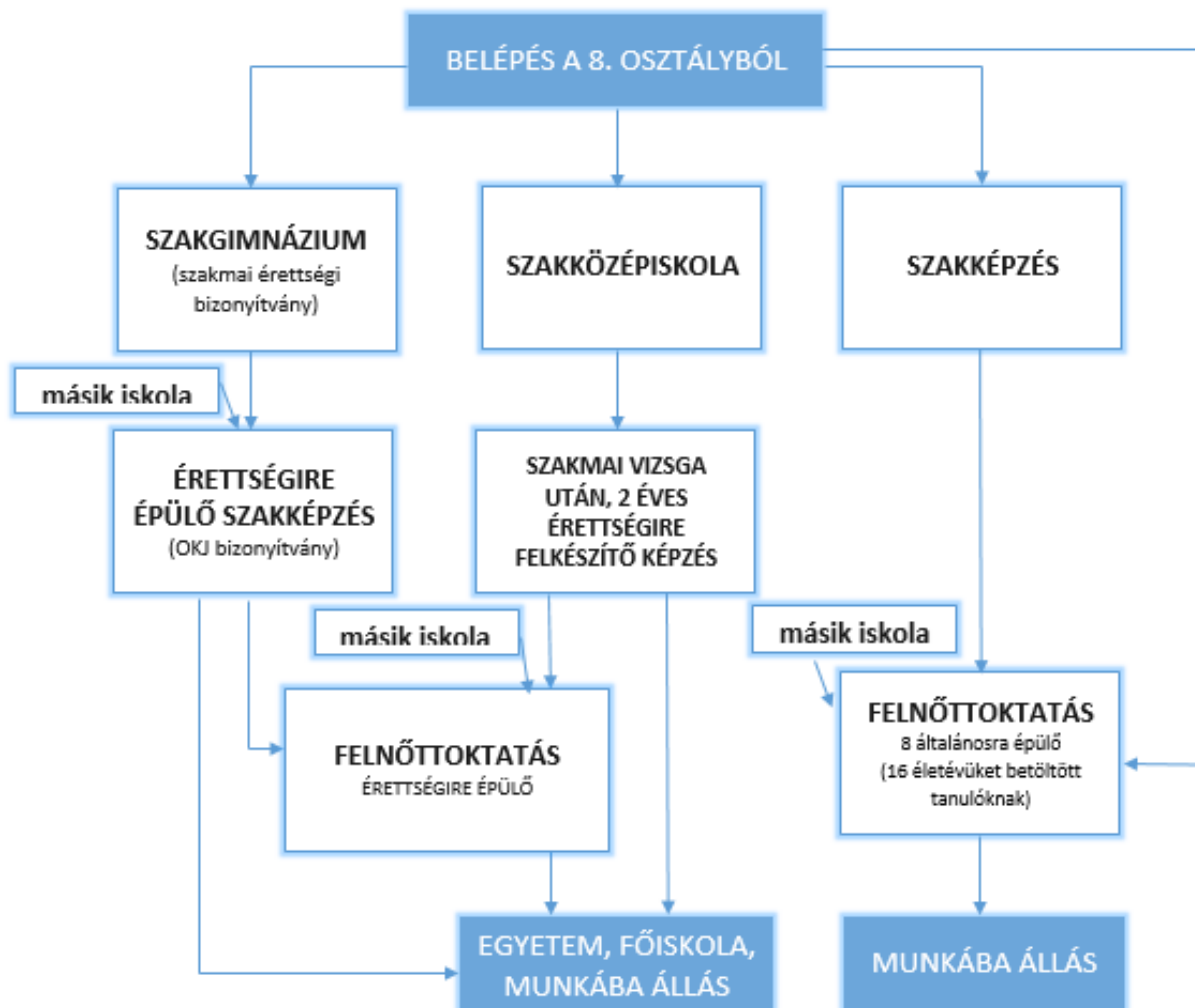 BELÉPÉS A 8. OSZTÁLYBÓL
SZAKGIMNÁZIUM
(szakmai érettségi
bizonyítvány)
SZAKKÖZÉPISKOLA
SZAKKÉPZÉS
másik iskola
ÉRETTSÉGIRE
ÉPÜLŐ SZAKKÉPZÉS
(OKJ bizonyítvány)
SZAKMAI VIZSGA
UTÁN, 2 ÉVES
ÉRETTSÉGIRE
FELKÉSZÍTŐ KÉPZÉS
másik iskola
másik iskola
FELNŐTTOKTATÁS
ÉRETTSÉGIRE ÉPÜLŐ
FELNŐTTOKTATÁS
8 általánosra épülő
(16 életévüket betöltött
tanulóknak)
EGYETEM, FŐISKOLA,
MUNKÁBA ÁLLÁS
MUNKÁBA ÁLLÁS